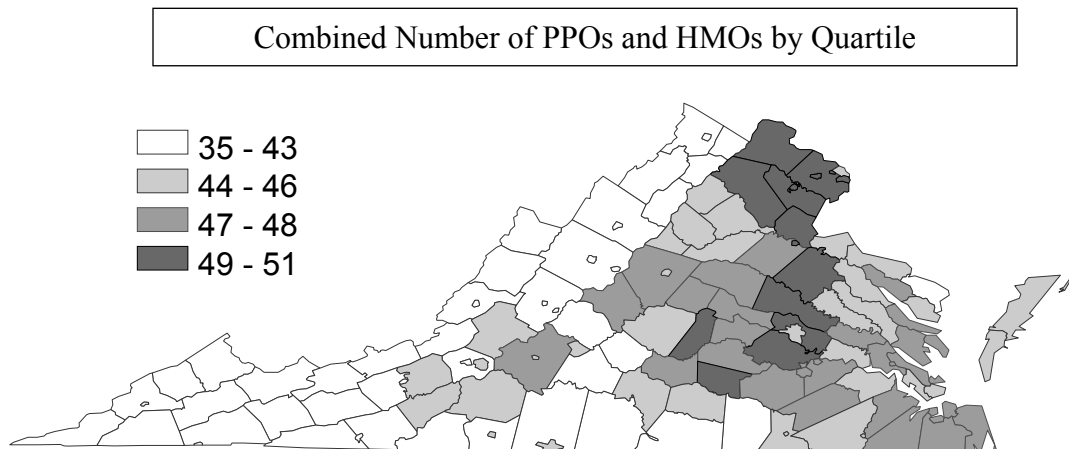 Combined Number of PPOs and HMOs by Quartile
35 - 43
44 - 46
47 - 48
49 - 51